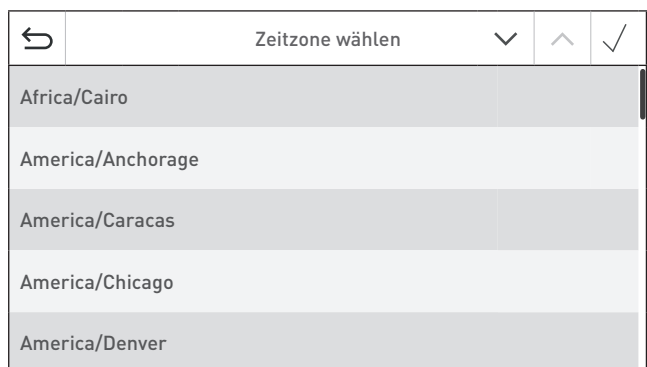 Zeitzone wählen
Africa/Cairo
America/Anchorage
America/Caracas
America/Chicago
America/Denver